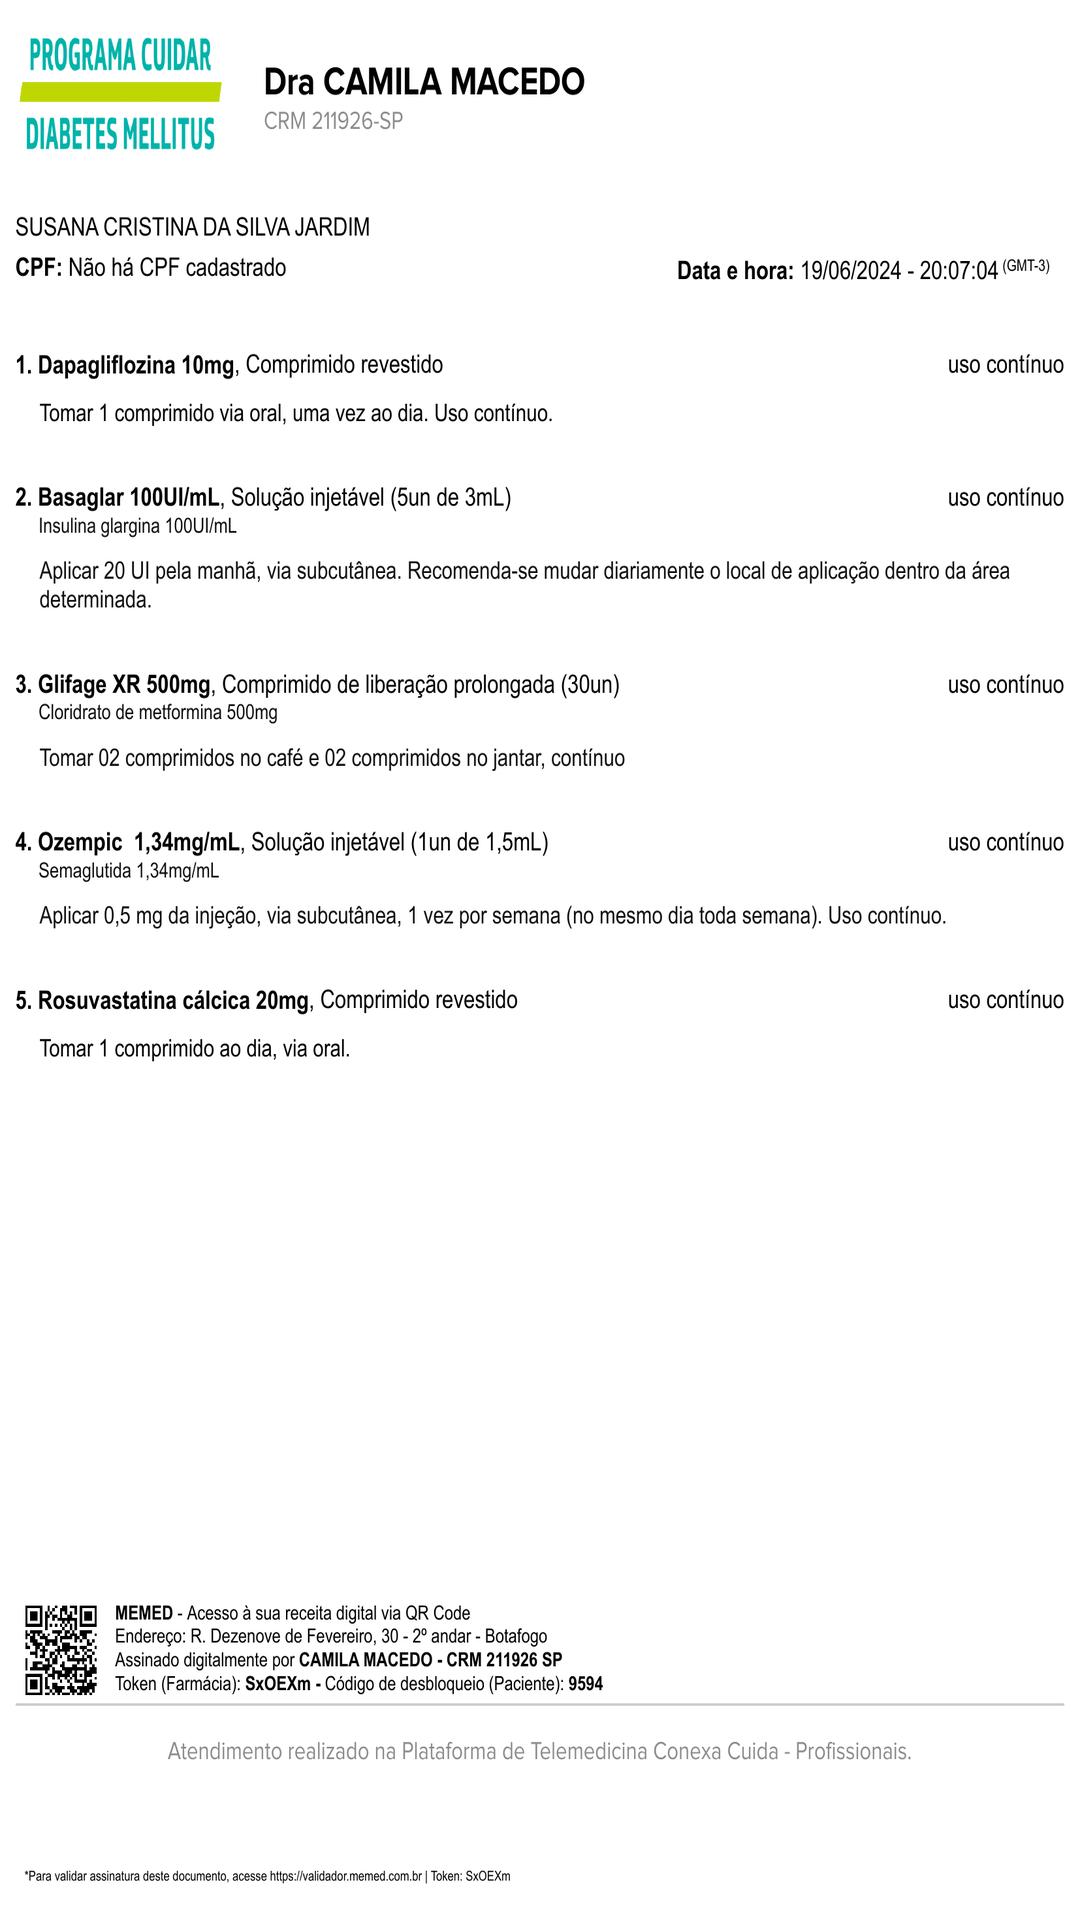 PROGRAMA CUIDAR
DIABETES MELLITUS
Dra CAMILA MACEDO
CRM 211926-SP
SUSANA CRISTINA DA SILVA JARDIM
CPF: Não há CPF cadastrado
Data e hora: 19/06/2024 - 20:07:04 (GMT-3)
1. Dapagliflozina 10mg, Comprimido revestido uso contínuo
Tomar 1 comprimido via oral, uma vez ao dia. Uso contínuo.
2. Basaglar 100UI/mL, Solução injetável (5un de 3mL) uso contínuo
Insulina glargina 100UI/mL
Aplicar 20 UI pela manhã, via subcutânea. Recomenda-se mudar diariamente o local de aplicação dentro da área
determinada.
3. Glifage XR 500mg, Comprimido de liberação prolongada (30un) uso contínuo
Cloridrato de metformina 500mg
Tomar 02 comprimidos no café e 02 comprimidos no jantar, contínuo
4. Ozempic  1,34mg/mL, Solução injetável (1un de 1,5mL) uso contínuo
Semaglutida 1,34mg/mL
Aplicar 0,5 mg da injeção, via subcutânea, 1 vez por semana (no mesmo dia toda semana). Uso contínuo.
5. Rosuvastatina cálcica 20mg, Comprimido revestido uso contínuo
Tomar 1 comprimido ao dia, via oral.
MEMED - Acesso à sua receita digital via QR Code
Endereço: R. Dezenove de Fevereiro, 30 - 2º andar - Botafogo
Assinado digitalmente por CAMILA MACEDO - CRM 211926 SP
Token (Farmácia): SxOEXm - Código de desbloqueio (Paciente): 9594
Atendimento realizado na Plataforma de Telemedicina Conexa Cuida - Profissionais.
*Para validar assinatura deste documento, acesse https://validador.memed.com.br | Token: SxOEXm